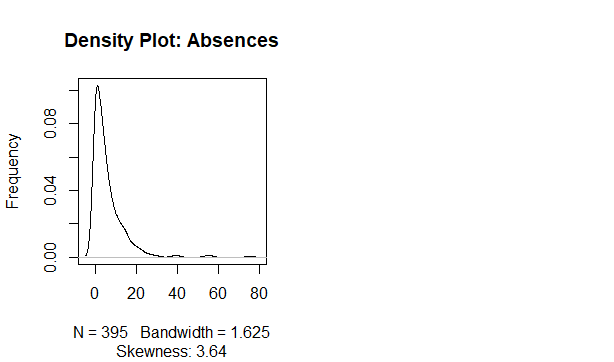 Density Plot: Absences
Frequency
0.08
0.04
0.00
0 20 40 60 80
N = 395 Bandwidth = 1.625
Skewness: 3.64